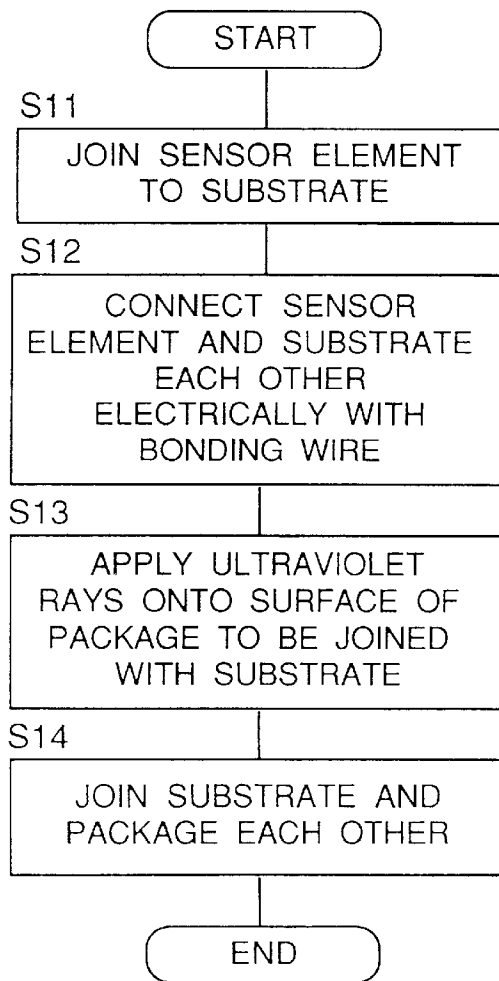 START
S11
JOIN SENSOR ELEMENT
TO SUBSTRATE
S12
CONNECT SENSOR
ELEMENT AND SUBSTRATE
EACH OTHER
ELECTRICALLY WITH
BONDING WIRE
S13
APPLY ULTRAVIOLET
RAYS ONTO SURFACE OF
PACKAGE TO BE JOINED
WITH SUBSTRATE
S14
JOIN SUBSTRATE AND
PACKAGE EACH OTHER
END